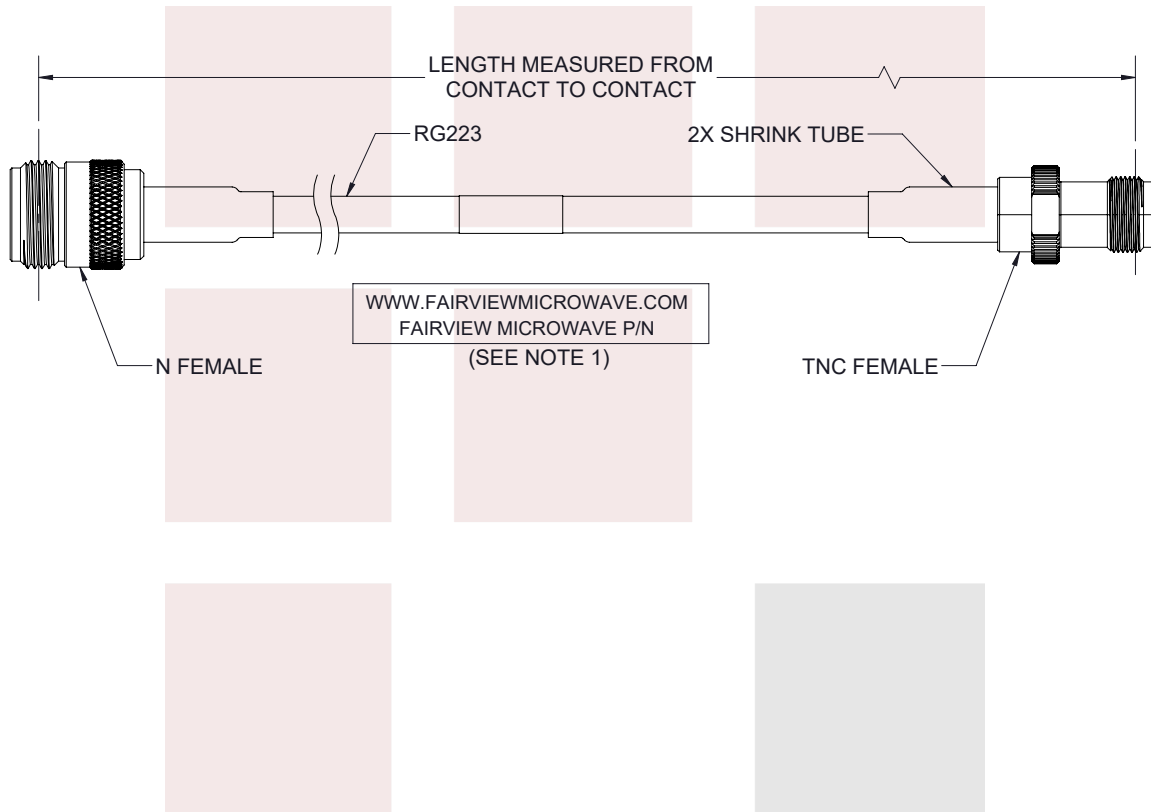 LENGTH MEASURED FROM
CONTACT TO CONTACT
RG223
2X SHRINK TUBE
WWW.FAIRVIEWMICROWAVE.COM
FAIRVIEW MICROWAVE P/N
(SEE NOTE 1)
N FEMALE
TNC FEMALE